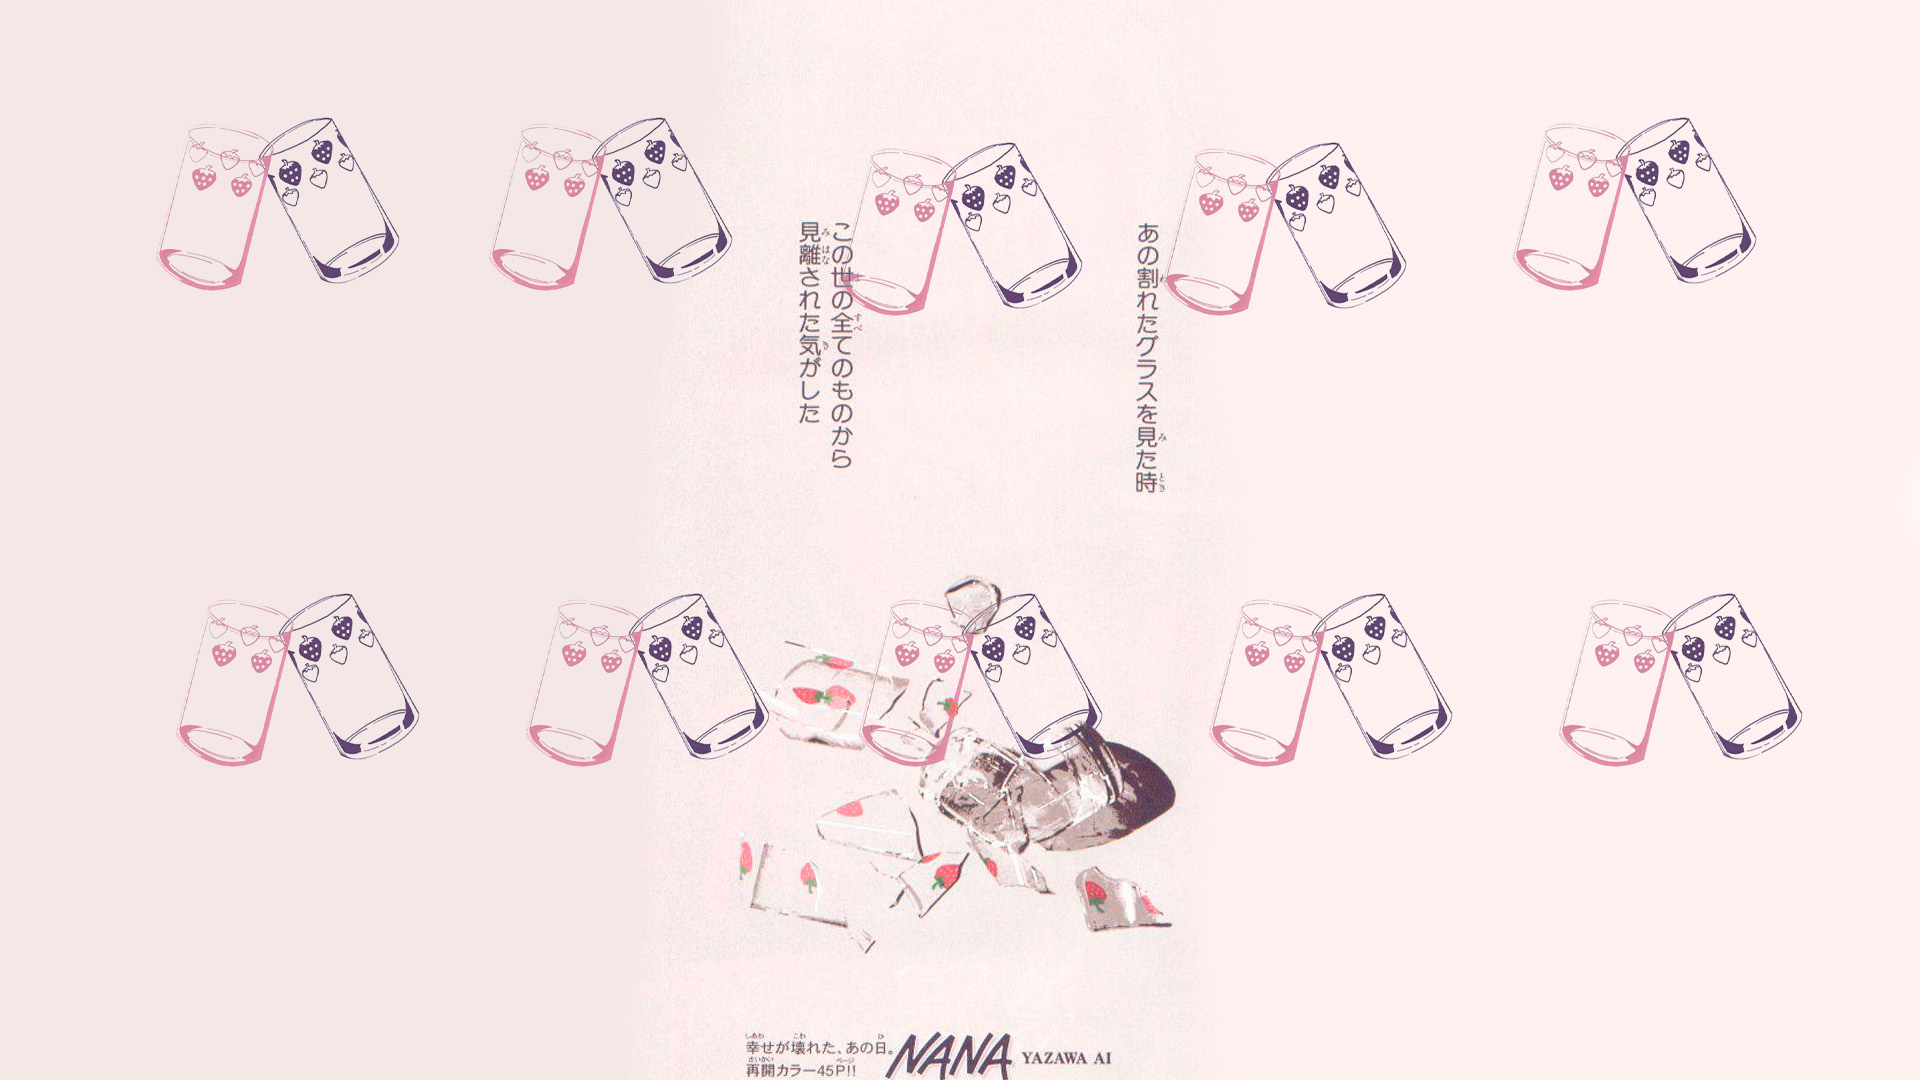 あの割れたグラスを見た時
この世の全てのものから
見離された気がした
幸せが壊れた、あの日。
再開カラー45P!!
NANA
YAZAWA AI